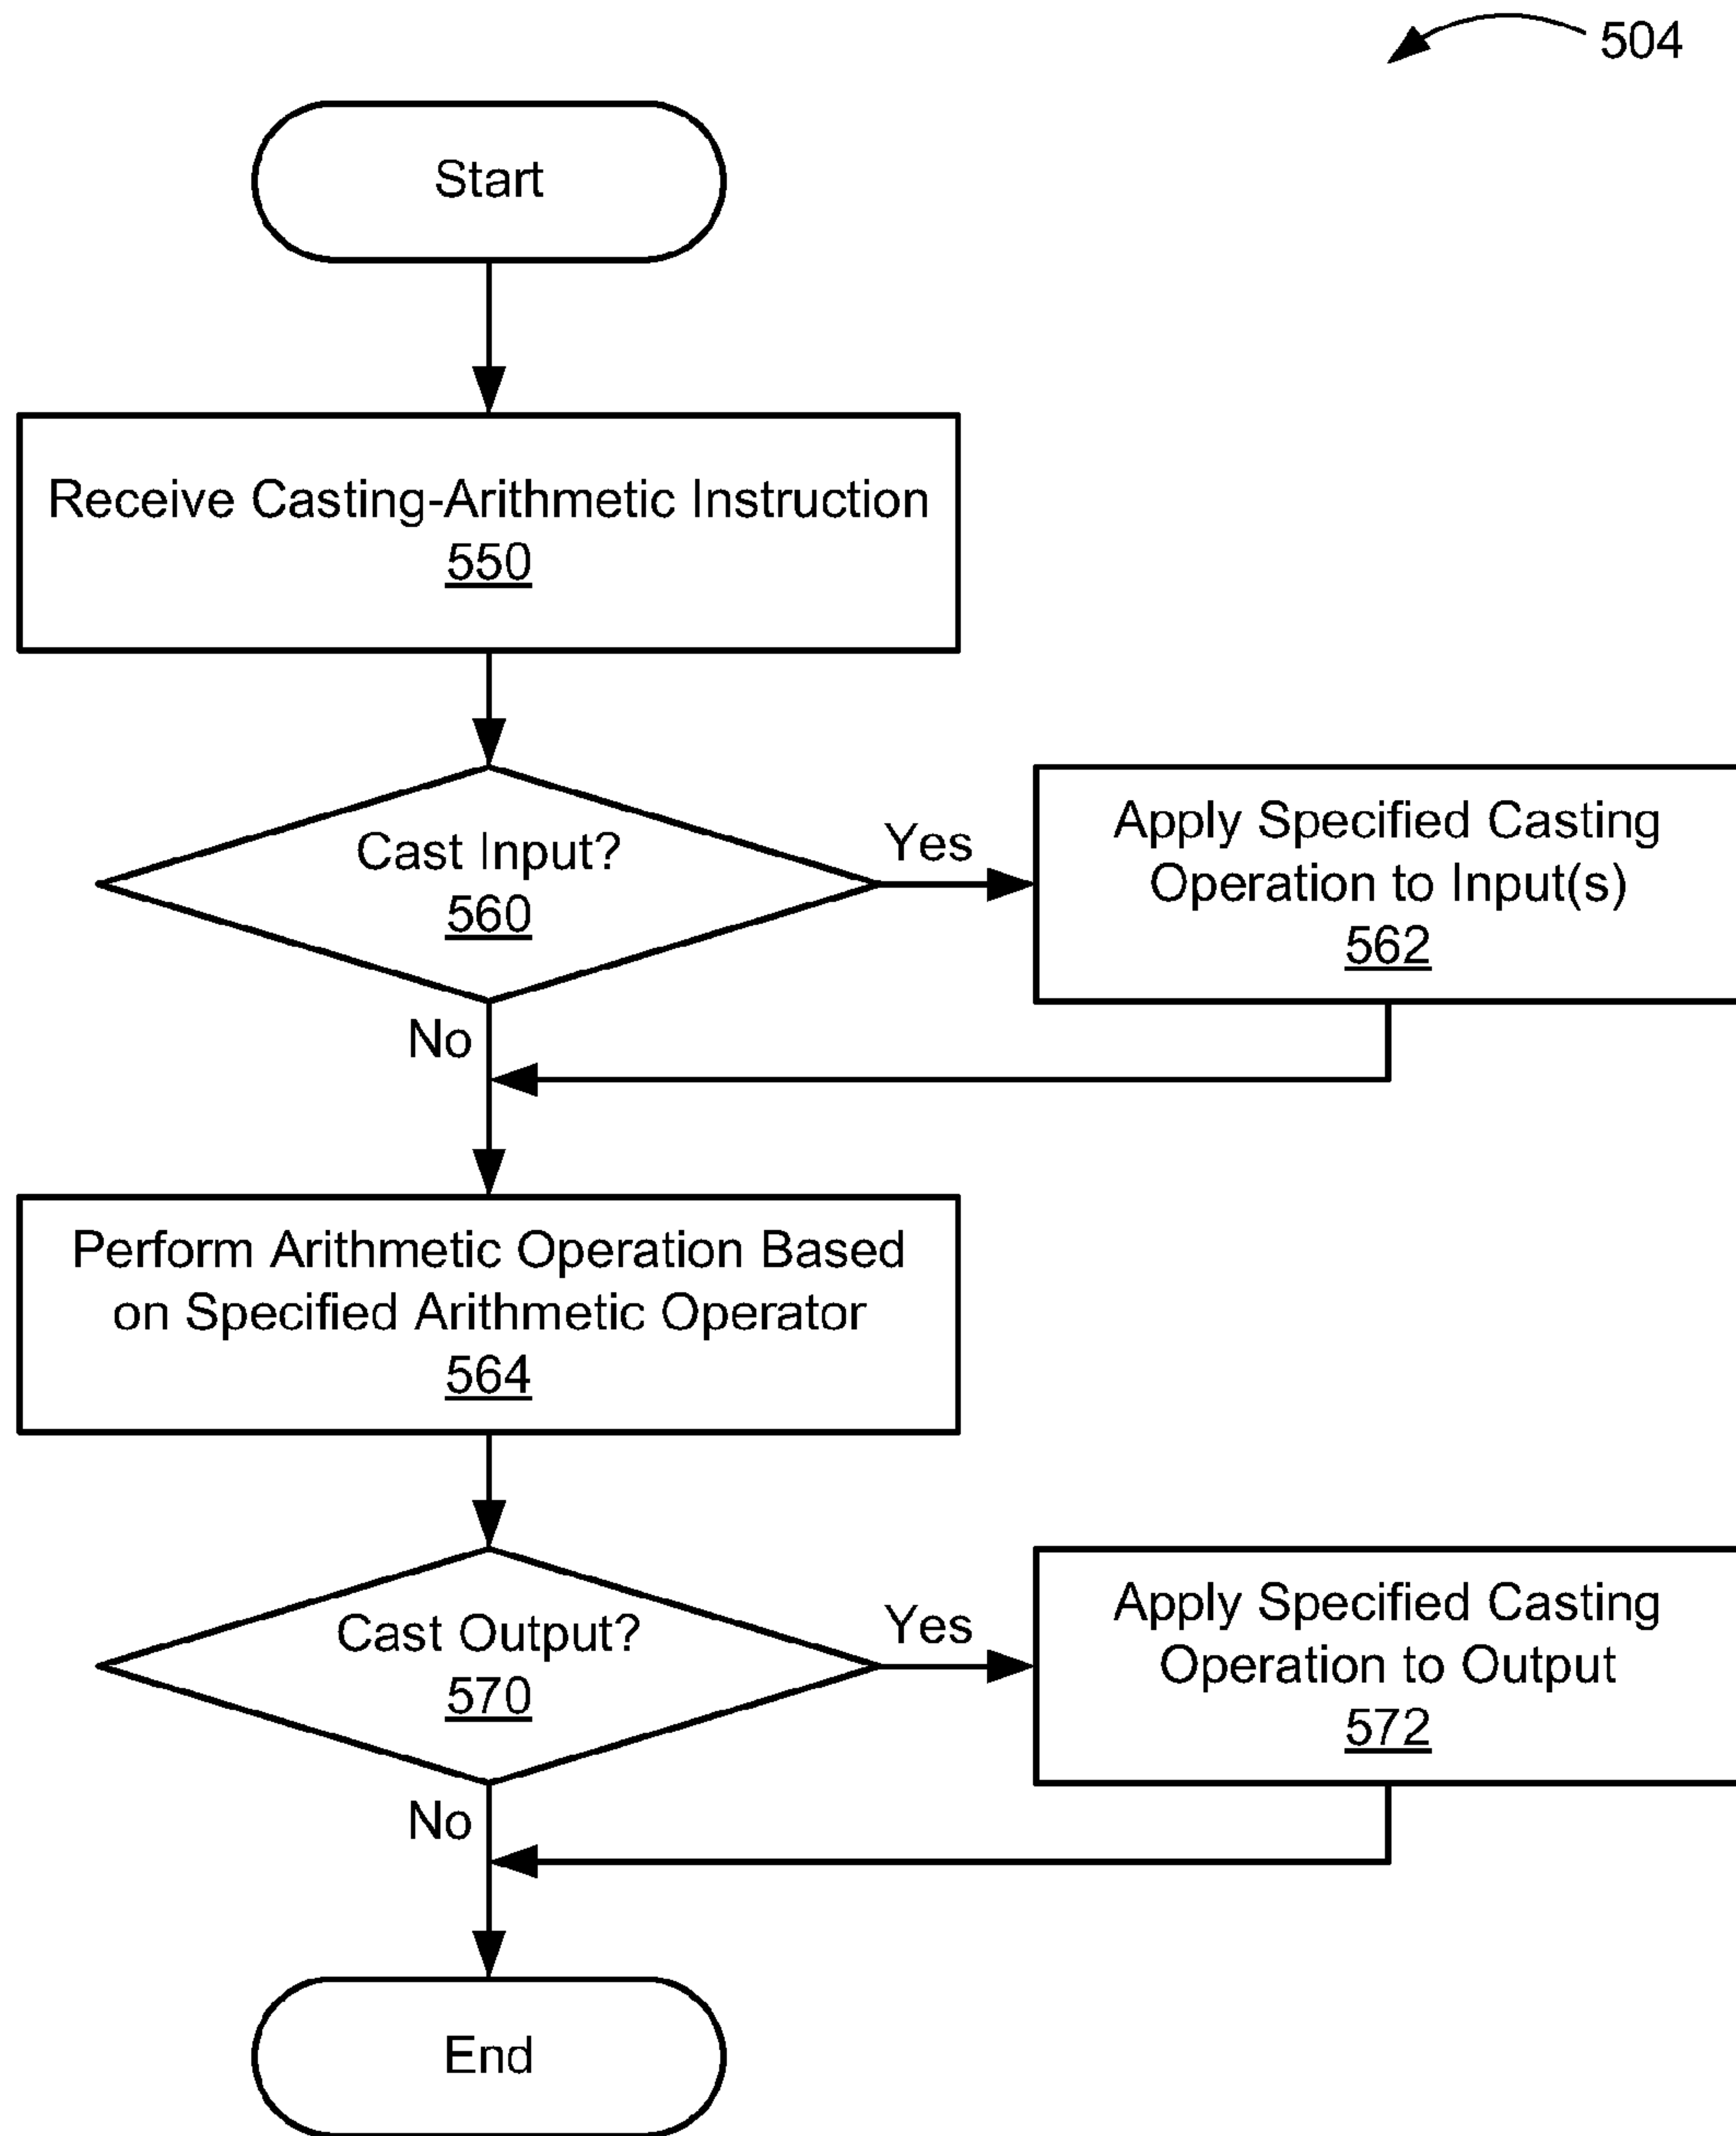 504
Start
Receive Casting-Arithmetic Instruction
550
Cast Input?
560
Yes
Apply Specified Casting
Operation to Input(s)
562
No
Perform Arithmetic Operation Based
on Specified Arithmetic Operator
564
Cast Output?
570
Yes
Apply Specified Casting
Operation to Output
572
No
End